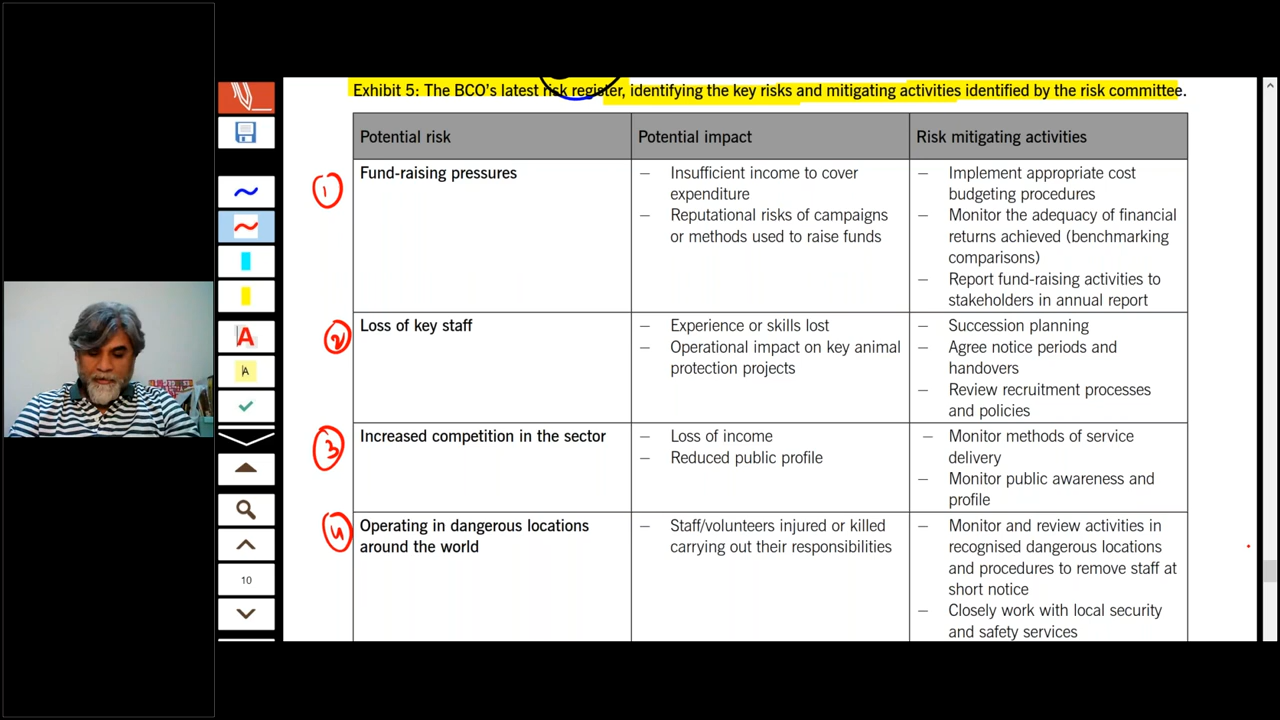 Exhibit 5: The BCO's latest risk register, identifying the key risks and mitigating activities identified by the risk committee.
Potential risk
Potential impact
Risk mitigating activities
1
Fund-raising pressures
– Insufficient income to cover
expenditure
– Reputational risks of campaigns
or methods used to raise funds
– Implement appropriate cost
budgeting procedures
– Monitor the adequacy of financial
returns achieved (benchmarking
comparisons)
– Report fund-raising activities to
stakeholders in annual report
2
Loss of key staff
– Experience or skills lost
– Operational impact on key animal
protection projects
– Succession planning
– Agree notice periods and
handovers
– Review recruitment processes
and policies
3
Increased competition in the sector
– Loss of income
– Reduced public profile
– Monitor methods of service
delivery
– Monitor public awareness and
profile
4
Operating in dangerous locations
around the world
– Staff/volunteers injured or killed
carrying out their responsibilities
– Monitor and review activities in
recognised dangerous locations
and procedures to remove staff at
short notice
– Closely work with local security
and safety services
A
A
10